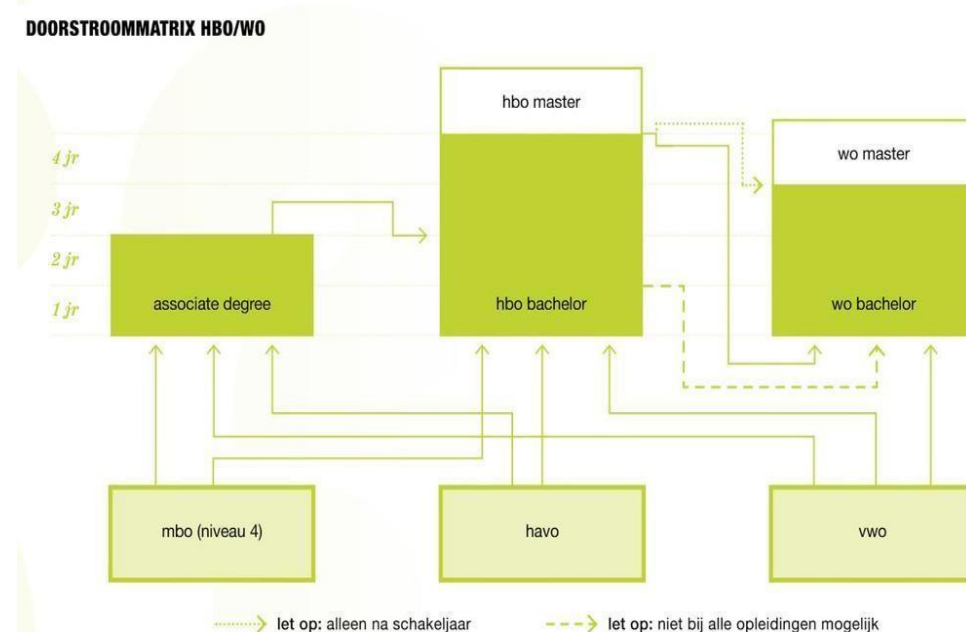 DOORSTROOMMATRIX HBO/WO
hbo master
wo master
4 jr
3 jr
2 jr
1 jr
associate degree
hbo bachelor
wo bachelor
mbo (niveau 4)
havo
vwo
let op: alleen na schakeljaar
let op: niet bij alle opleidingen mogelijk